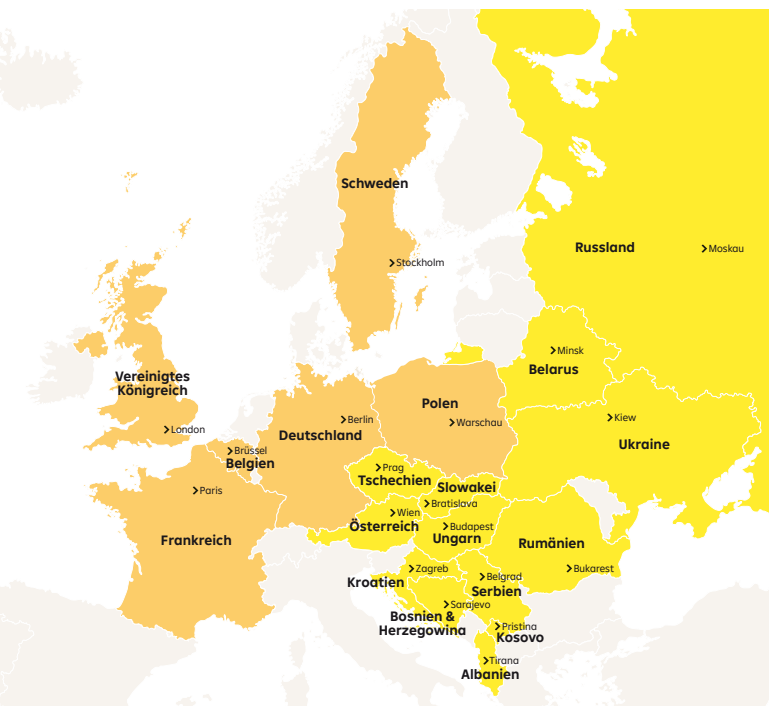 Schweden
Stockholm
Russland
Moskau
Minsk
Belarus
Vereinigtes
Königreich
London
Polen
Warschau
Berlin
Deutschland
Kiew
Ukraine
Brüssel
Belgien
Paris
Frankreich
Prag
Tschechien
Slowakei
Bratislava
Wien
Österreich
Budapest
Ungarn
Rumänien
Bukarest
Zagreb
Kroatien
Belgrad
Serbien
Sarajevo
Bosnien &
Herzegowina
Pristina
Kosovo
Tirana
Albanien